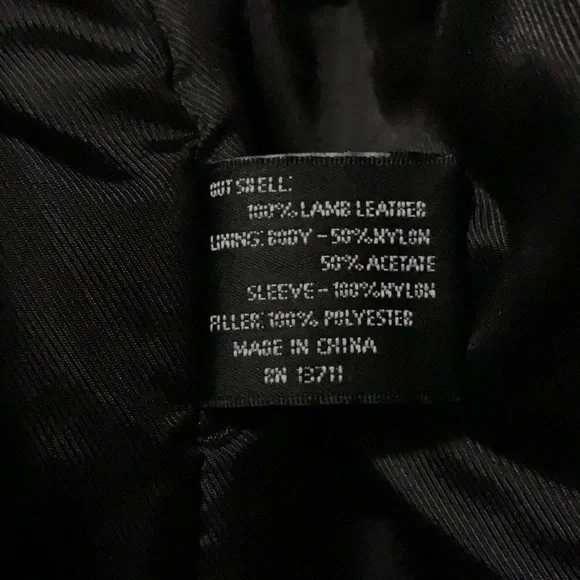 OUTSHELL:
100% LAMB LEATHER
LINING: BODY - 50% NYLON
50% ACETATE
SLEEVE - 100% NYLON
FILLER: 100% POLYESTER
MADE IN CHINA
RN 13711